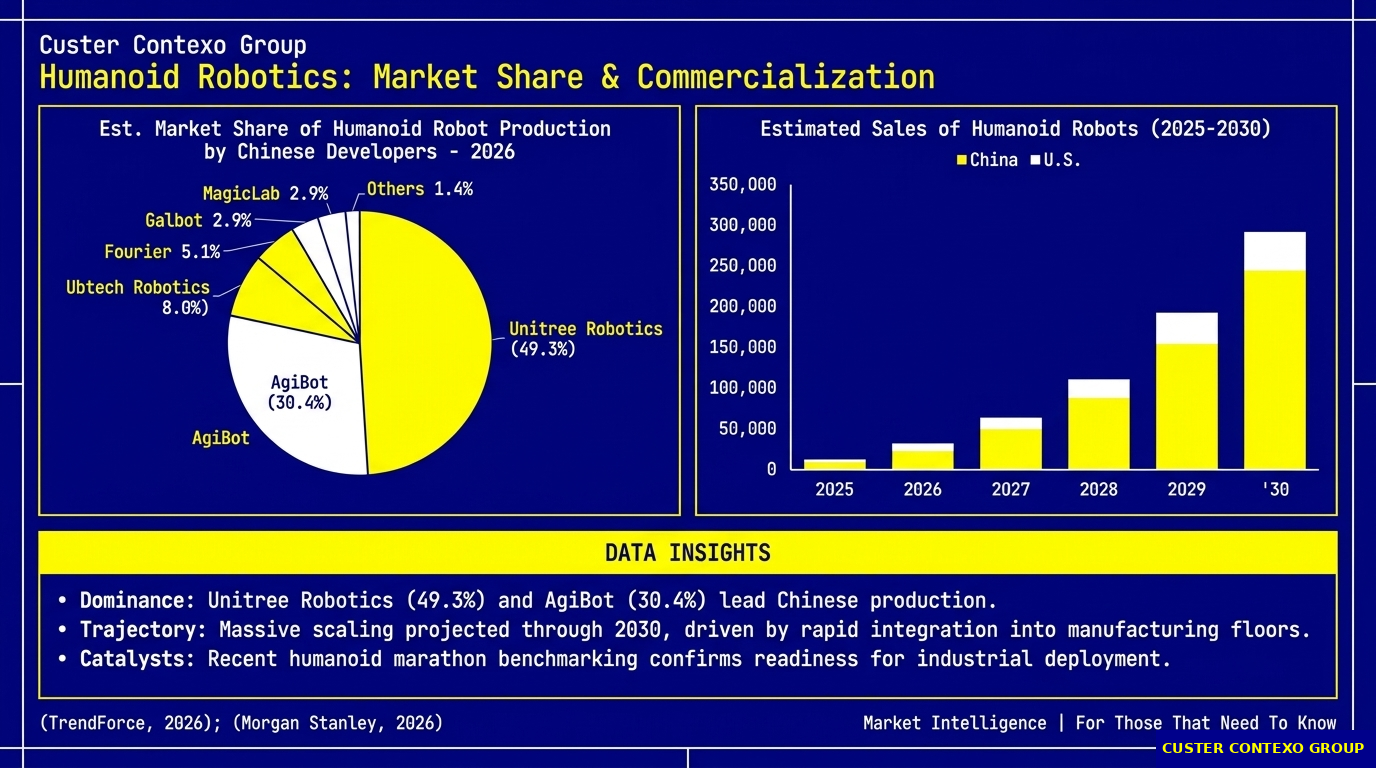 Custer Contexo Group
Humanoid Robotics: Market Share & Commercialization
Est. Market Share of Humanoid Robot Production
by Chinese Developers - 2026
MagicLab 2.9%
Others 1.4%
Galbot 2.9%
Fourier 5.1%
Ubtech Robotics
8.0%)
Unitree Robotics
(49.3%)
AgiBot
(30.4%)
AgiBot
Estimated Sales of Humanoid Robots (2025-2030)
China U.S.
350,000
300,000
250,000
200,000
150,000
100,000
50,000
0
2025 2026 2027 2028 2029 '30
DATA INSIGHTS
• Dominance: Unitree Robotics (49.3%) and AgiBot (30.4%) lead Chinese production.
• Trajectory: Massive scaling projected through 2030, driven by rapid integration into manufacturing floors.
• Catalysts: Recent humanoid marathon benchmarking confirms readiness for industrial deployment.
(TrendForce, 2026); (Morgan Stanley, 2026)
Market Intelligence | For Those That Need To Know
CUSTER CONTEXO GROUP